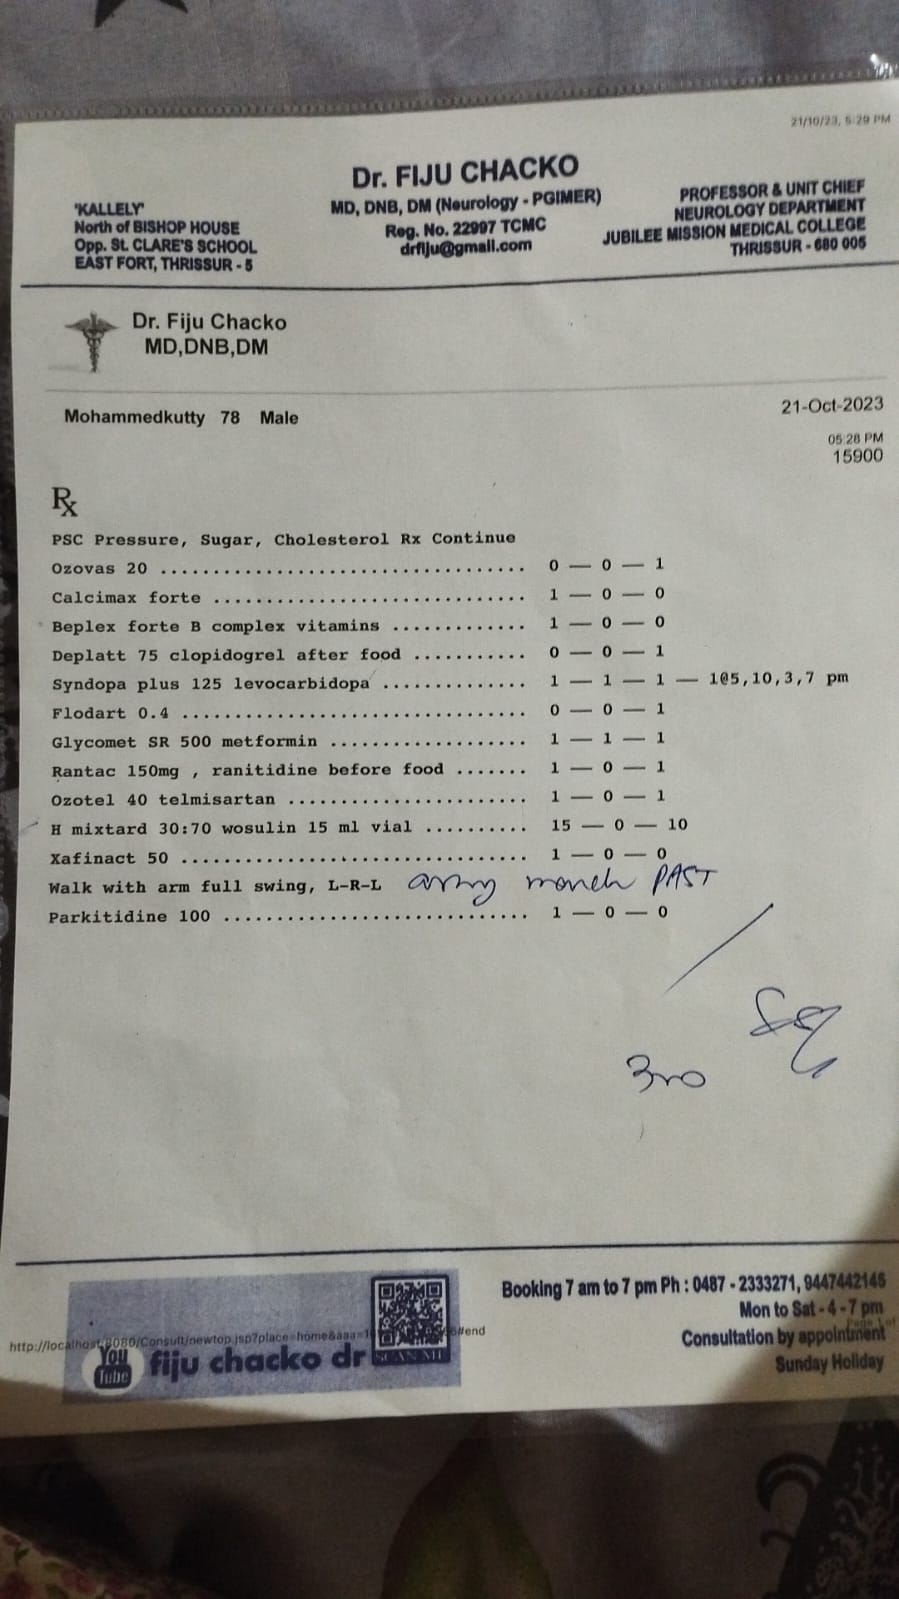 21/10/23, 5:29 PM
Dr. FIJU CHACKO
MD, DNB, DM (Neurology - PGIMER)
Reg. No. 22997 TCMC
drfiju@gmail.com
'KALLELY'
North of BISHOP HOUSE
Opp. St. CLARE'S SCHOOL
EAST FORT, THRISSUR - 5
PROFESSOR & UNIT CHIEF
NEUROLOGY DEPARTMENT
JUBILEE MISSION MEDICAL COLLEGE
THRISSUR - 680 005
Dr. Fiju Chacko
MD,DNB,DM
Mohammedkutty 78 Male
21-Oct-2023
05:28 PM
15900
Rx
PSC Pressure, Sugar, Cholesterol Rx Continue
Ozovas 20 .................................. 0 — 0 — 1
Calcimax forte ............................. 1 — 0 — 0
Beplex forte B complex vitamins ............. 1 — 0 — 0
Deplatt 75 clopidogrel after food ........... 0 — 0 — 1
Syndopa plus 125 levocarbidopa .............. 1 — 1 — 1 — 1@5,10,3,7 pm
Flodart 0.4 ................................ 0 — 0 — 1
Glycomet SR 500 metformin ................... 1 — 1 — 1
Rantac 150mg , ranitidine before food ....... 1 — 0 — 1
Ozotel 40 telmisartan ....................... 1 — 0 — 1
H mixtard 30:70 wosulin 15 ml vial .......... 15 — 0 — 10
Xafinact 50 ................................ 1 — 0 — 0
Walk with arm full swing, L-R-L army march PAST
Parkitidine 100 ............................. 1 — 0 — 0
Booking 7 am to 7 pm Ph : 0487 - 2333271, 9447442145
Mon to Sat - 4 - 7 pm
Consultation by appointment
Sunday Holiday
You Tube fiju chacko dr
SCAN ME